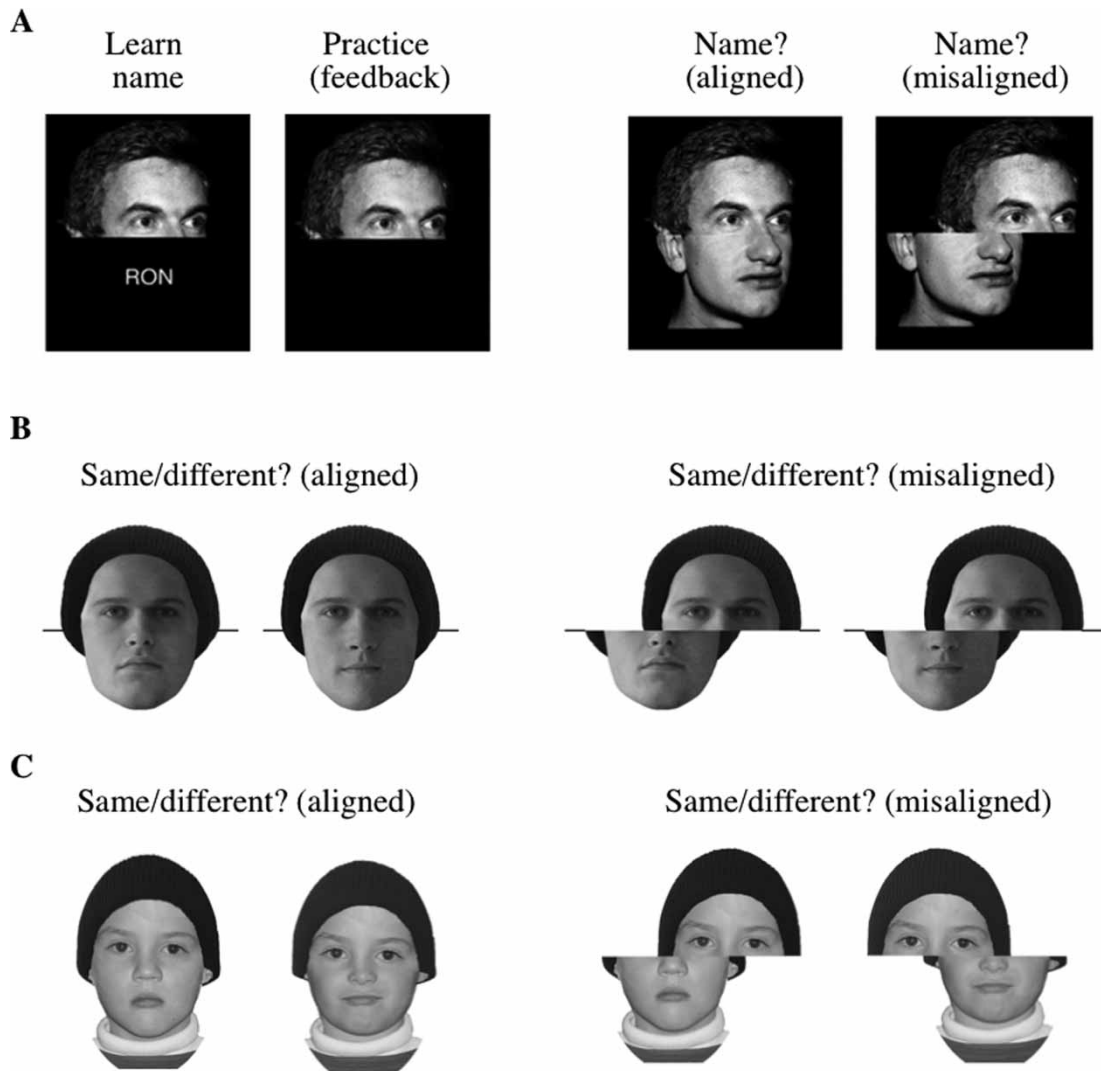 A
Learn
name
Practice
(feedback)
Name?
(aligned)
Name?
(misaligned)
RON
B
Same/different? (aligned)
Same/different? (misaligned)
C
Same/different? (aligned)
Same/different? (misaligned)